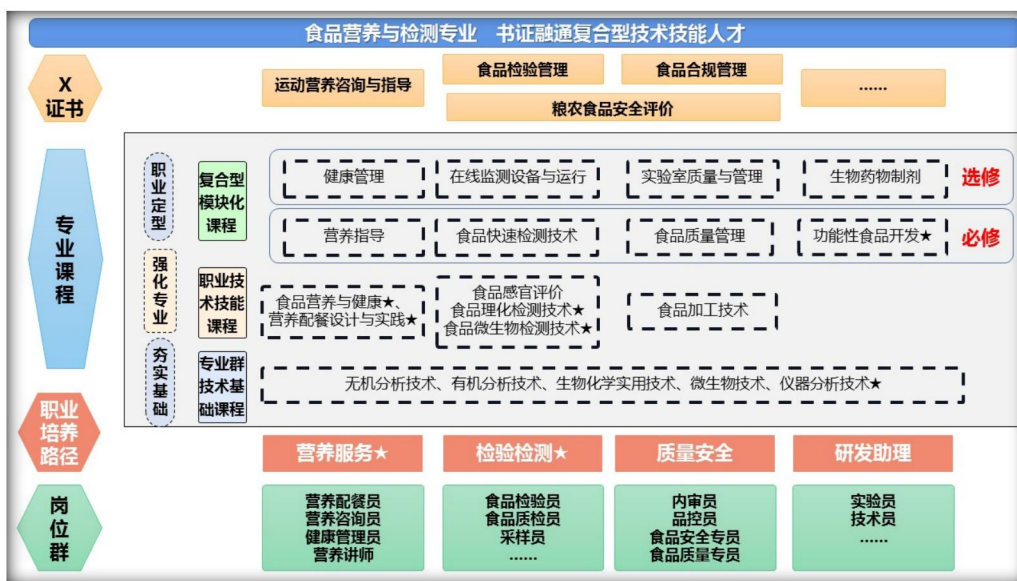 食品营养与检测专业 书证融通复合型技术技能人才
X
证书
运动营养咨询与指导
食品检验管理
食品合规管理
粮农食品安全评价
……
专业课程
职业定型
复合型
模块化
课程
健康管理
在线监测设备与运行
实验室质量与管理
生物药物制剂
选修
营养指导
食品快速检测技术
食品质量管理
功能性食品开发★
必修
强化专业
职业技
术技能
课程
食品营养与健康★、
营养配餐设计与实践★
食品感官评价
食品理化检测技术★
食品微生物检测技术★
食品加工技术
夯实基础
专业群
技术基
础课程
无机分析技术、有机分析技术、生物化学实用技术、微生物技术、仪器分析技术★
职业
培养
路径
营养服务★
检验检测★
质量安全
研发助理
岗位群
营养配餐员
营养咨询员
健康管理员
营养讲师
食品检验员
食品质检员
采样员
……
内审员
品控员
食品安全专员
食品质量专员
实验员
技术员
……